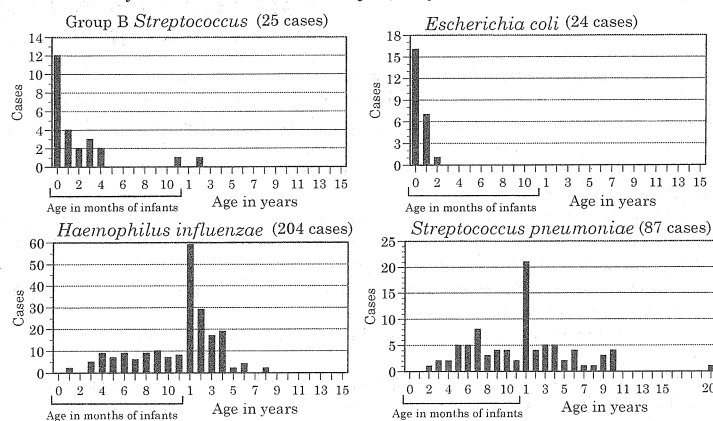 Group B Streptococcus (25 cases)
14
12
10
8
6
4
2
0
Cases
0 2 4 6 8 10 1 3 5 7 9 11 13 15
Age in months of infants
Age in years
Escherichia coli (24 cases)
18
15
12
9
6
3
0
Cases
0 2 4 6 8 10 1 3 5 7 9 11 13 15
Age in months of infants
Age in years
Haemophilus influenzae (204 cases)
60
50
40
30
20
10
0
Cases
0 2 4 6 8 10 1 3 5 7 9 11 13 15
Age in months of infants
Age in years
Streptococcus pneumoniae (87 cases)
25
20
15
10
5
0
Cases
0 2 4 6 8 10 1 3 5 7 9 11 13 15
Age in months of infants
Age in years